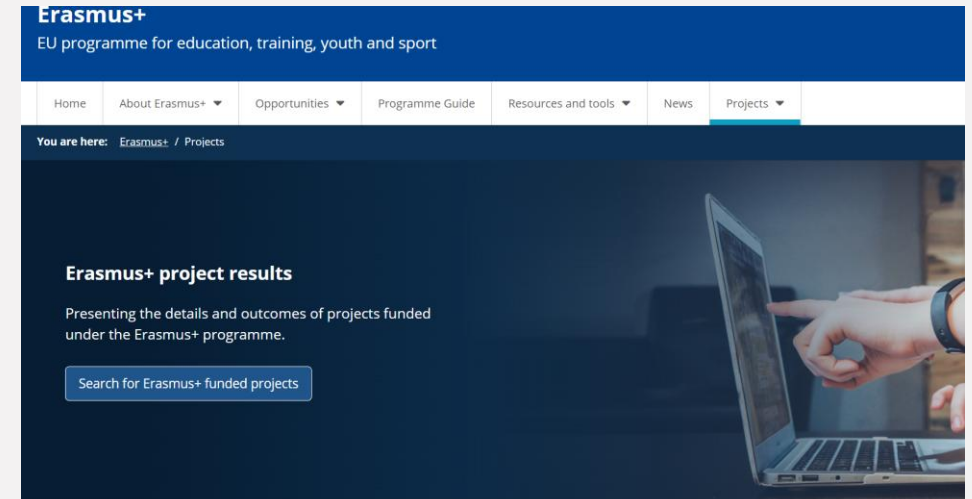 Erasmus+
EU programme for education, training, youth and sport
Home About Erasmus+ Opportunities Programme Guide Resources and tools News Projects
You are here: Erasmus+ / Projects
Erasmus+ project results
Presenting the details and outcomes of projects funded
under the Erasmus+ programme.
Search for Erasmus+ funded projects